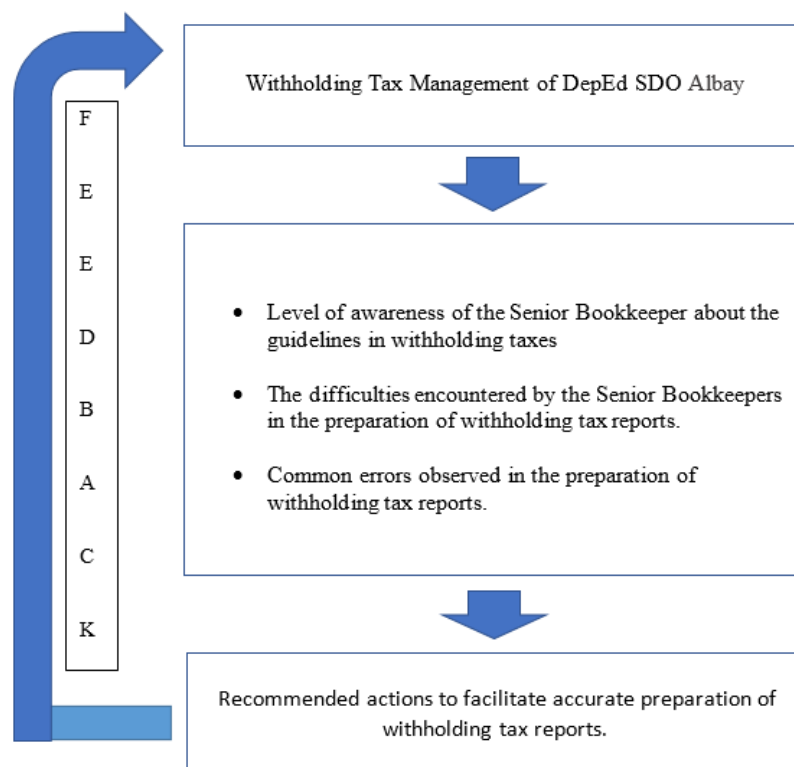 Withholding Tax Management of DepEd SDO Albay
F
E
E
D
B
A
C
K
• Level of awareness of the Senior Bookkeeper about the
guidelines in withholding taxes
• The difficulties encountered by the Senior Bookkeepers
in the preparation of withholding tax reports.
• Common errors observed in the preparation of
withholding tax reports.
Recommended actions to facilitate accurate preparation of
withholding tax reports.